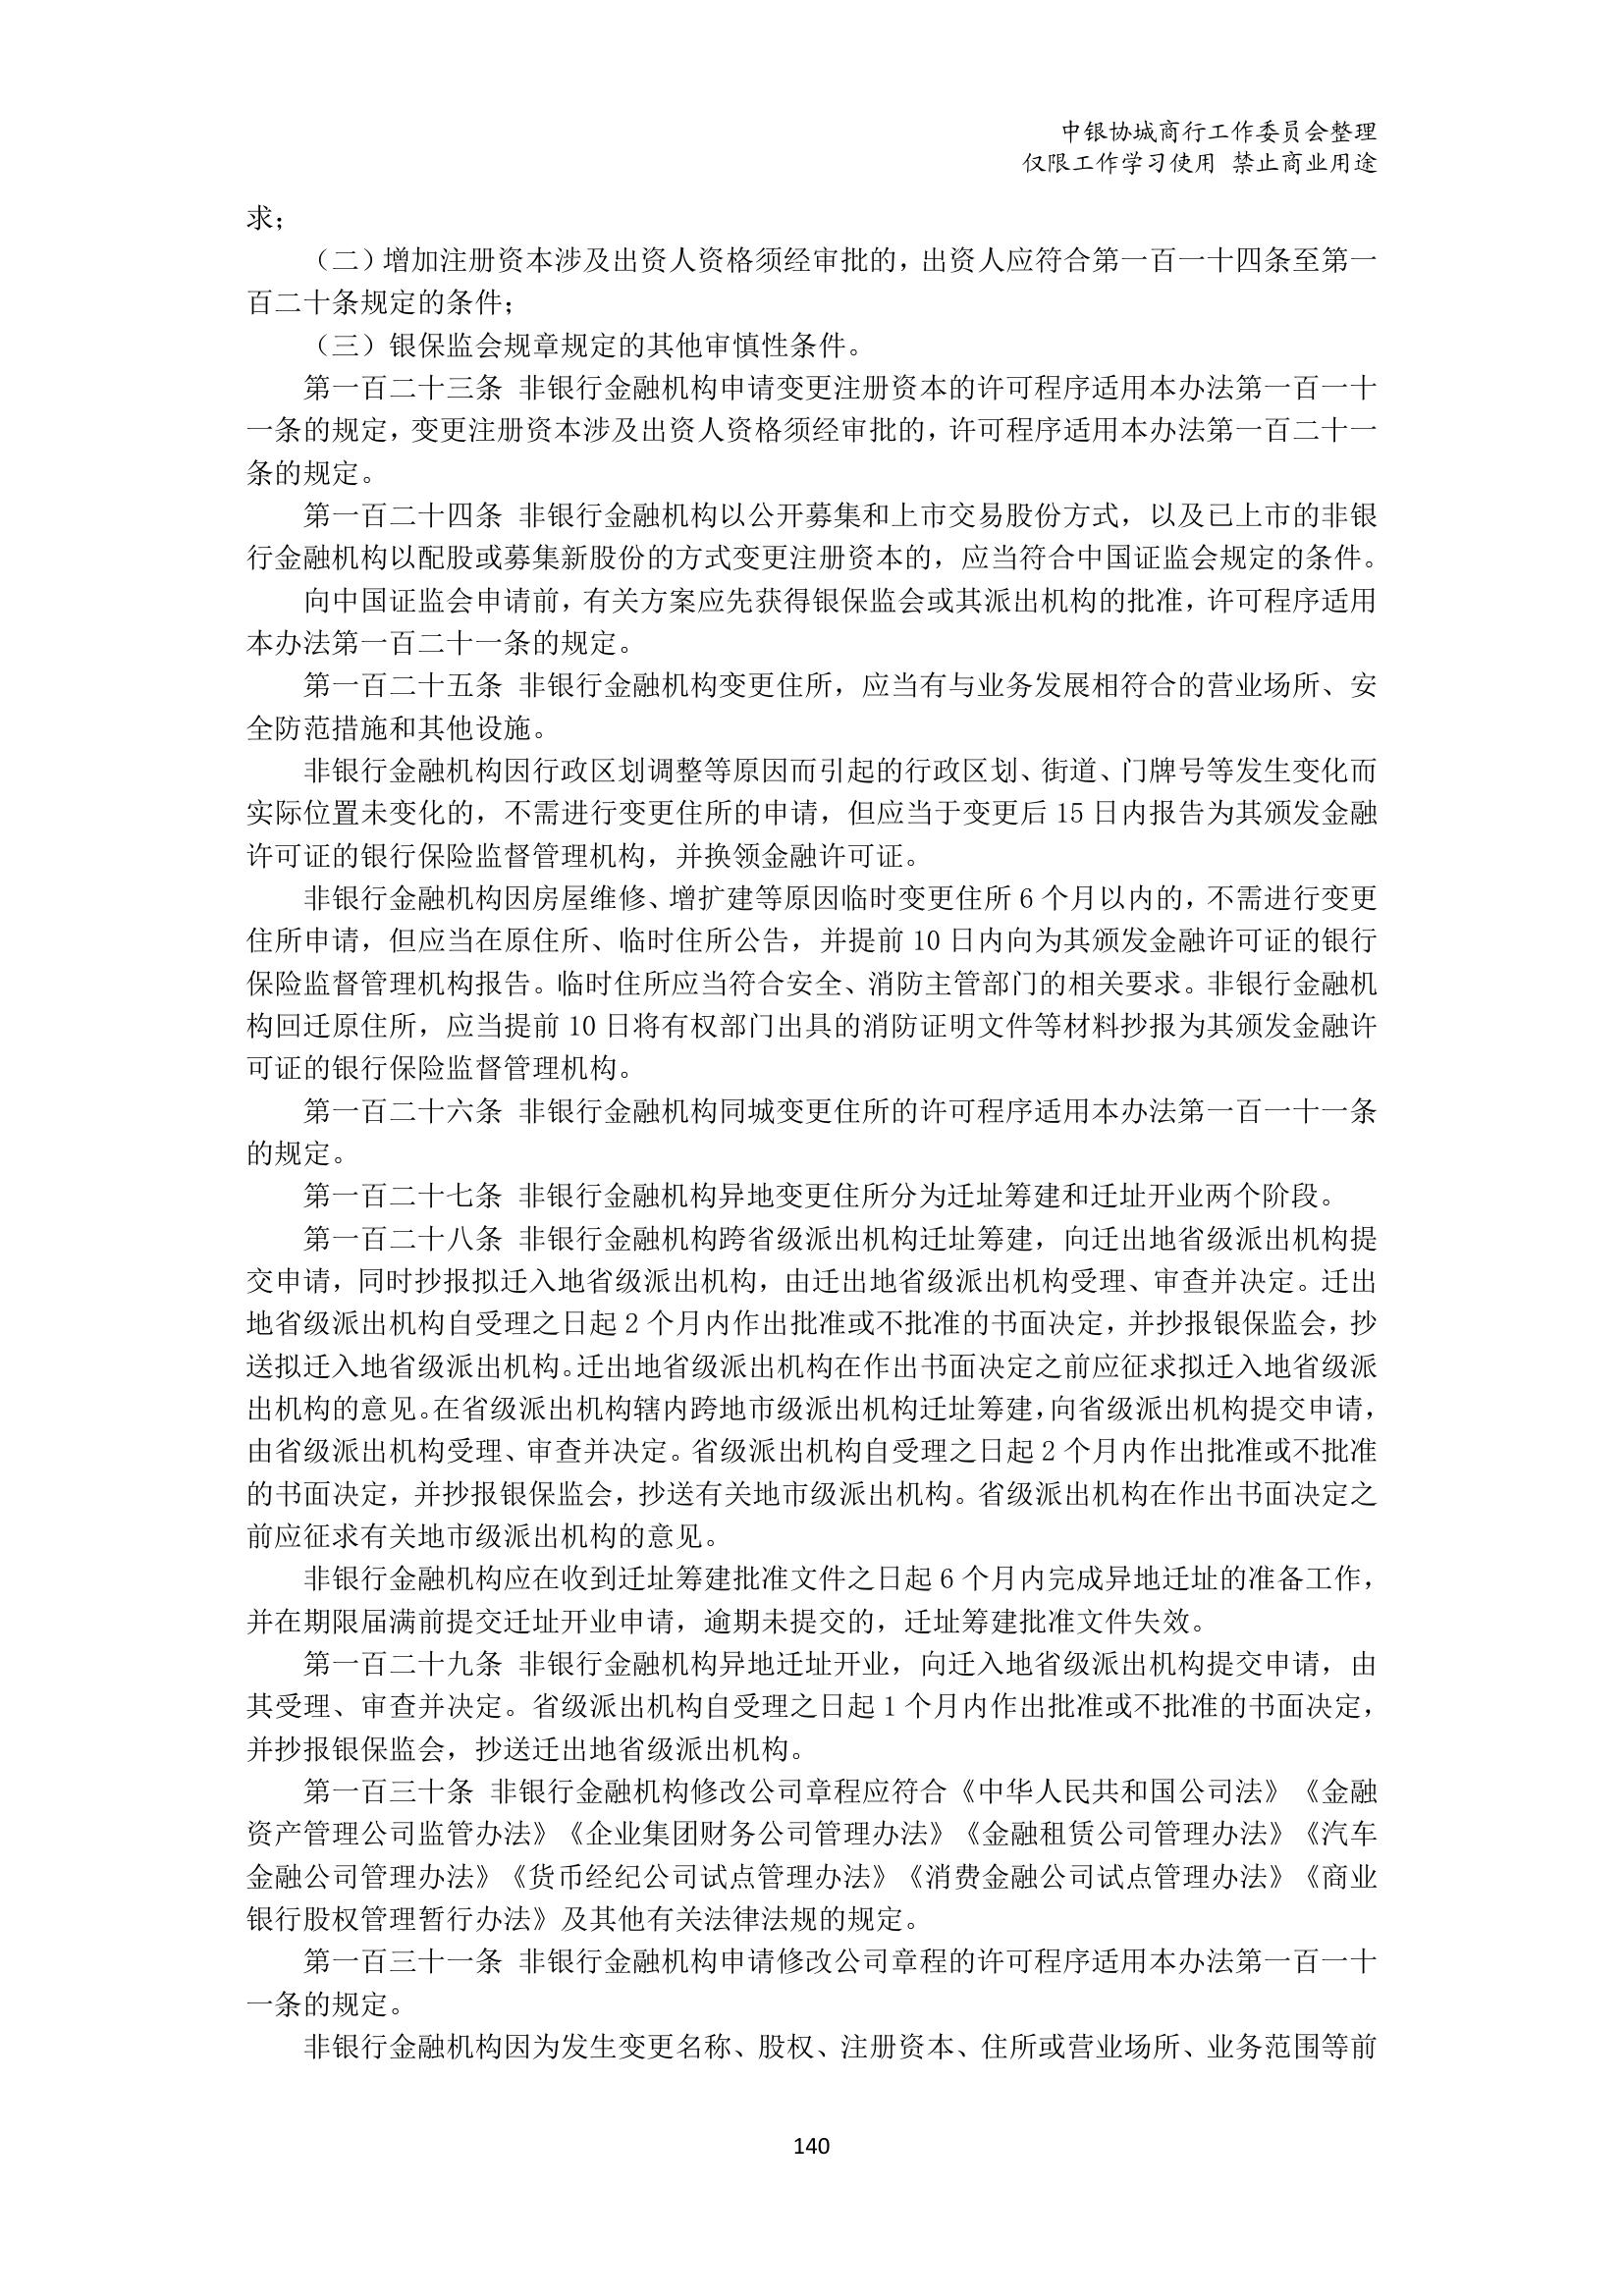 中银协城商行工作委员会整理
仅限工作学习使用 禁止商业用途
求；
（二）增加注册资本涉及出资人资格须经审批的，出资人应符合第一百一十四条至第一
百二十条规定的条件；
（三）银保监会规章规定的其他审慎性条件。
第一百二十三条 非银行金融机构申请变更注册资本的许可程序适用本办法第一百一十
一条的规定，变更注册资本涉及出资人资格须经审批的，许可程序适用本办法第一百二十一
条的规定。
第一百二十四条 非银行金融机构以公开募集和上市交易股份方式，以及已上市的非银
行金融机构以配股或募集新股份的方式变更注册资本的，应当符合中国证监会规定的条件。
向中国证监会申请前，有关方案应先获得银保监会或其派出机构的批准，许可程序适用
本办法第一百二十一条的规定。
第一百二十五条 非银行金融机构变更住所，应当有与业务发展相符合的营业场所、安
全防范措施和其他设施。
非银行金融机构因行政区划调整等原因而引起的行政区划、街道、门牌号等发生变化而
实际位置未变化的，不需进行变更住所的申请，但应当于变更后 15 日内报告为其颁发金融
许可证的银行保险监督管理机构，并换领金融许可证。
非银行金融机构因房屋维修、增扩建等原因临时变更住所 6 个月以内的，不需进行变更
住所申请，但应当在原住所、临时住所公告，并提前 10 日内向为其颁发金融许可证的银行
保险监督管理机构报告。临时住所应当符合安全、消防主管部门的相关要求。非银行金融机
构回迁原住所，应当提前 10 日将有权部门出具的消防证明文件等材料抄报为其颁发金融许
可证的银行保险监督管理机构。
第一百二十六条 非银行金融机构同城变更住所的许可程序适用本办法第一百一十一条
的规定。
第一百二十七条 非银行金融机构异地变更住所分为迁址筹建和迁址开业两个阶段。
第一百二十八条 非银行金融机构跨省级派出机构迁址筹建，向迁出地省级派出机构提
交申请，同时抄报拟迁入地省级派出机构，由迁出地省级派出机构受理、审查并决定。迁出
地省级派出机构自受理之日起 2 个月内作出批准或不批准的书面决定，并抄报银保监会，抄
送拟迁入地省级派出机构。迁出地省级派出机构在作出书面决定之前应征求拟迁入地省级派
出机构的意见。在省级派出机构辖内跨地市级派出机构迁址筹建，向省级派出机构提交申请，
由省级派出机构受理、审查并决定。省级派出机构自受理之日起 2 个月内作出批准或不批准
的书面决定，并抄报银保监会，抄送有关地市级派出机构。省级派出机构在作出书面决定之
前应征求有关地市级派出机构的意见。
非银行金融机构应在收到迁址筹建批准文件之日起 6 个月内完成异地迁址的准备工作，
并在期限届满前提交迁址开业申请，逾期未提交的，迁址筹建批准文件失效。
第一百二十九条 非银行金融机构异地迁址开业，向迁入地省级派出机构提交申请，由
其受理、审查并决定。省级派出机构自受理之日起 1 个月内作出批准或不批准的书面决定，
并抄报银保监会，抄送迁出地省级派出机构。
第一百三十条 非银行金融机构修改公司章程应符合《中华人民共和国公司法》《金融
资产管理公司监管办法》《企业集团财务公司管理办法》《金融租赁公司管理办法》《汽车
金融公司管理办法》《货币经纪公司试点管理办法》《消费金融公司试点管理办法》《商业
银行股权管理暂行办法》及其他有关法律法规的规定。
第一百三十一条 非银行金融机构申请修改公司章程的许可程序适用本办法第一百一十
一条的规定。
非银行金融机构因为发生变更名称、股权、注册资本、住所或营业场所、业务范围等前
140